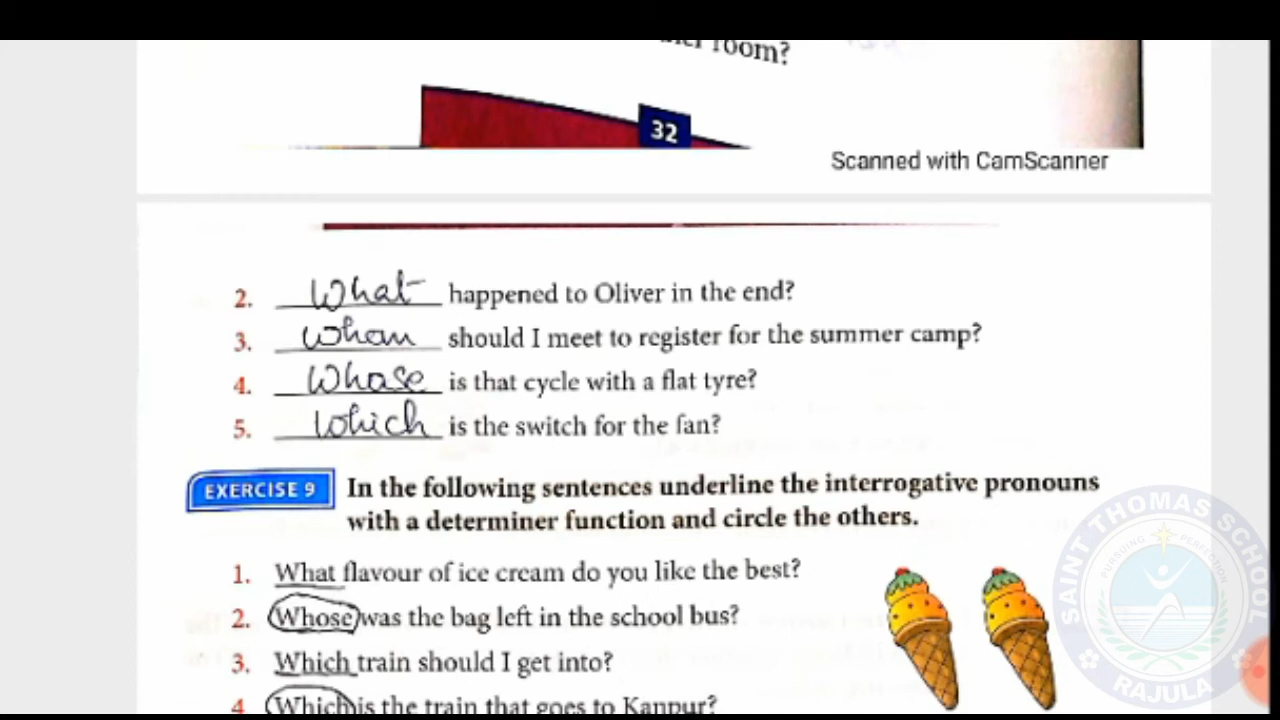 room?
32
Scanned with CamScanner
2. What happened to Oliver in the end?
3. Whom should I meet to register for the summer camp?
4. Whose is that cycle with a flat tyre?
5. Which is the switch for the fan?
EXERCISE 9 In the following sentences underline the interrogative pronouns
with a determiner function and circle the others.
1. What flavour of ice cream do you like the best?
2. Whose was the bag left in the school bus?
3. Which train should I get into?
4 Which is the train that goes to Kanpur?
SAINT THOMAS SCHOOL
PURSUING PERFECTION
RAJULA